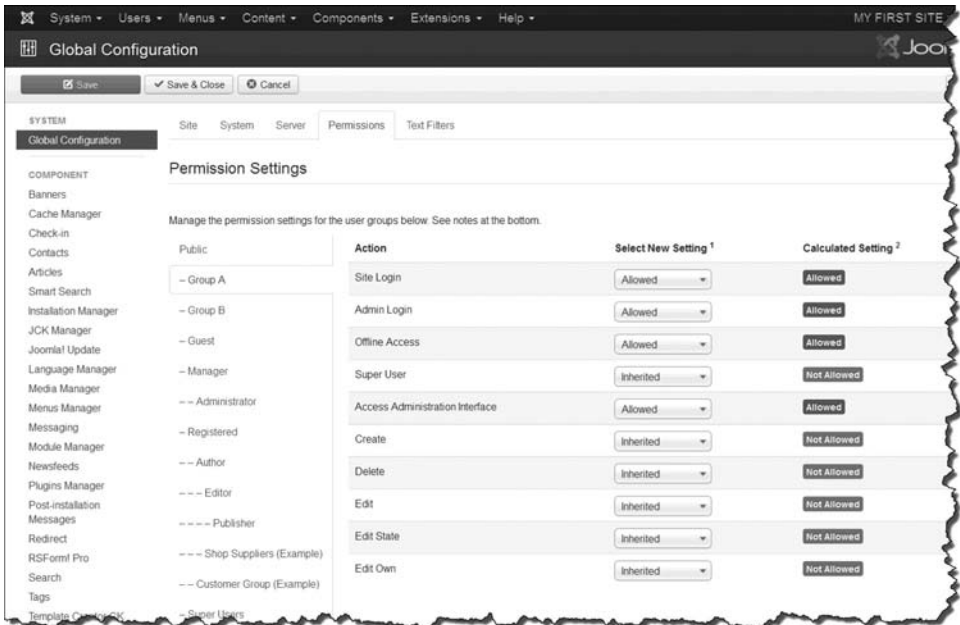 System Users Menus Content Components Extensions Help MY FIRST SITE
Global Configuration
Save Save & Close Cancel
SYSTEM
Global Configuration
COMPONENT
Banners
Cache Manager
Check-in
Contacts
Articles
Smart Search
Installation Manager
JCK Manager
Joomla! Update
Language Manager
Media Manager
Menus Manager
Messaging
Module Manager
Newsfeeds
Plugins Manager
Post-installation
Messages
Redirect
RSForm! Pro
Search
Tags
Site System Server Permissions Text Filters
Permission Settings
Manage the permission settings for the user groups below. See notes at the bottom.
Public
– Group A
– Group B
– Guest
– Manager
– – Administrator
– Registered
– – Author
– – – Editor
– – – – Publisher
– – – Shop Suppliers (Example)
– – Customer Group (Example)
– Super Users
Action Select New Setting 1 Calculated Setting 2
Site Login Allowed Allowed
Admin Login Allowed Allowed
Offline Access Allowed Allowed
Super User Inherited Not Allowed
Access Administration Interface Allowed Allowed
Create Inherited Not Allowed
Delete Inherited Not Allowed
Edit Inherited Not Allowed
Edit State Inherited Not Allowed
Edit Own Inherited Not Allowed